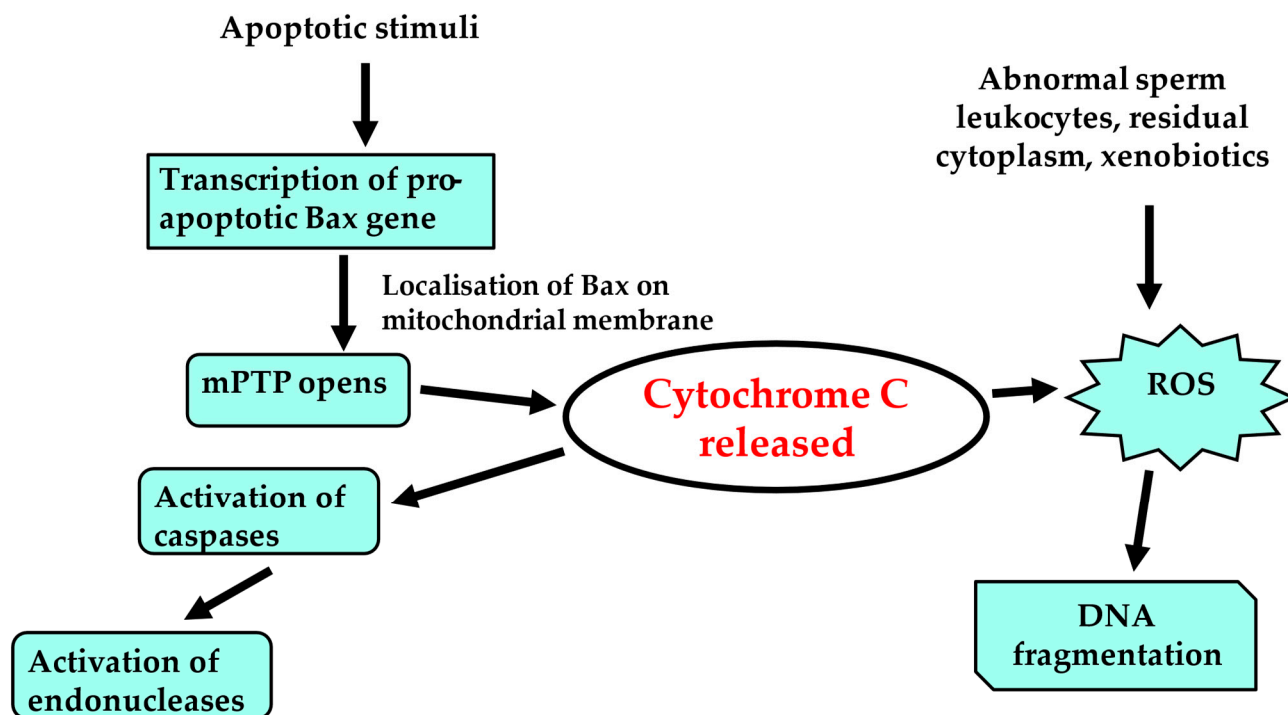 Apoptotic stimuli
Transcription of pro-
apoptotic Bax gene
Localisation of Bax on
mitochondrial membrane
mPTP opens
Cytochrome C
released
Activation of
caspases
Activation of
endonucleases
Abnormal sperm
leukocytes, residual
cytoplasm, xenobiotics
ROS
DNA
fragmentation